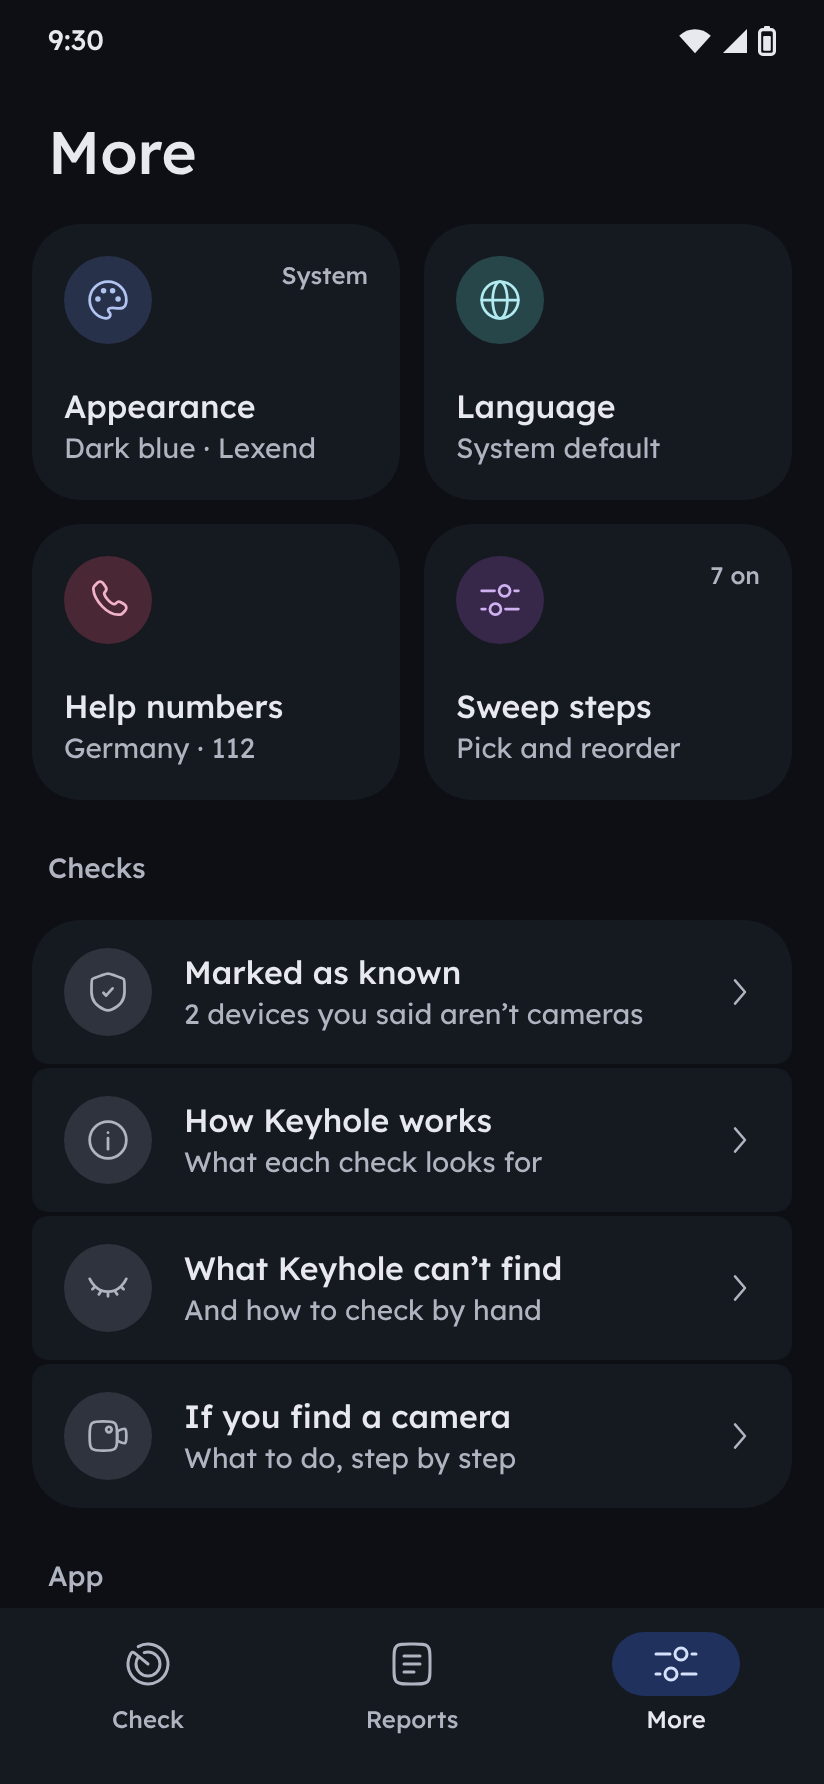 9:30
More
System
Appearance
Dark blue · Lexend
Language
System default
Help numbers
Germany · 112
7 on
Sweep steps
Pick and reorder
Checks
Marked as known
2 devices you said aren’t cameras
How Keyhole works
What each check looks for
What Keyhole can’t find
And how to check by hand
If you find a camera
What to do, step by step
App
Check
Reports
More